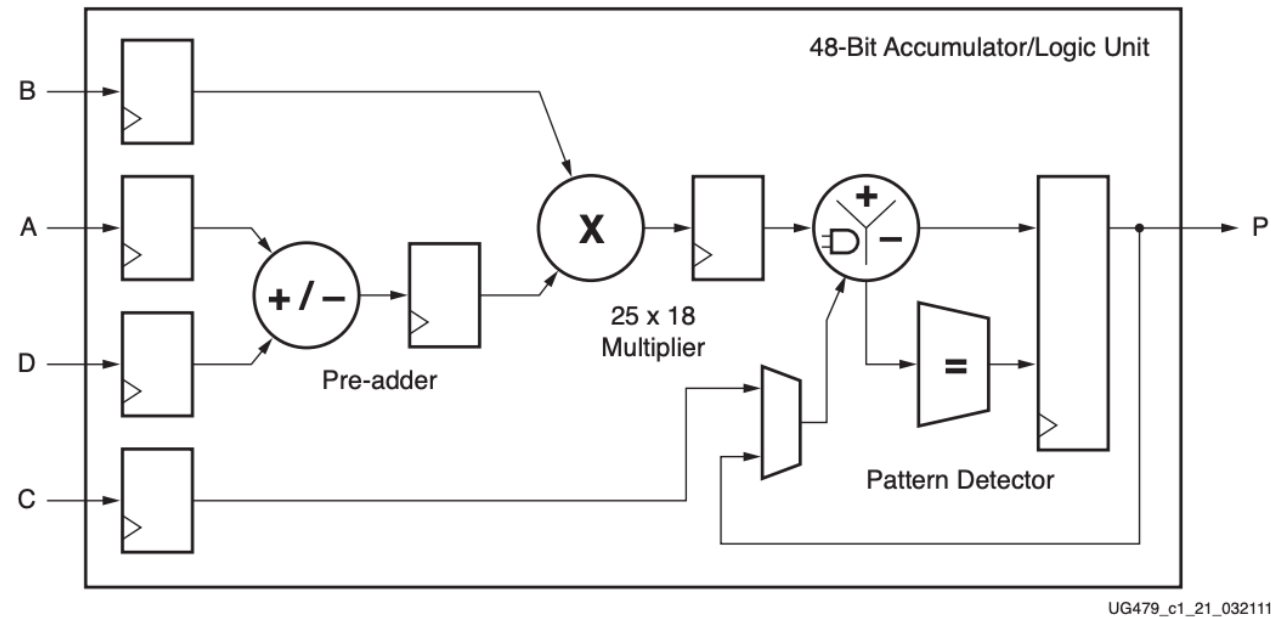 48-Bit Accumulator/Logic Unit
B
A
D
C
+ / −
Pre-adder
X
25 x 18
Multiplier
+
−
=
Pattern Detector
P
UG479_c1_21_032111